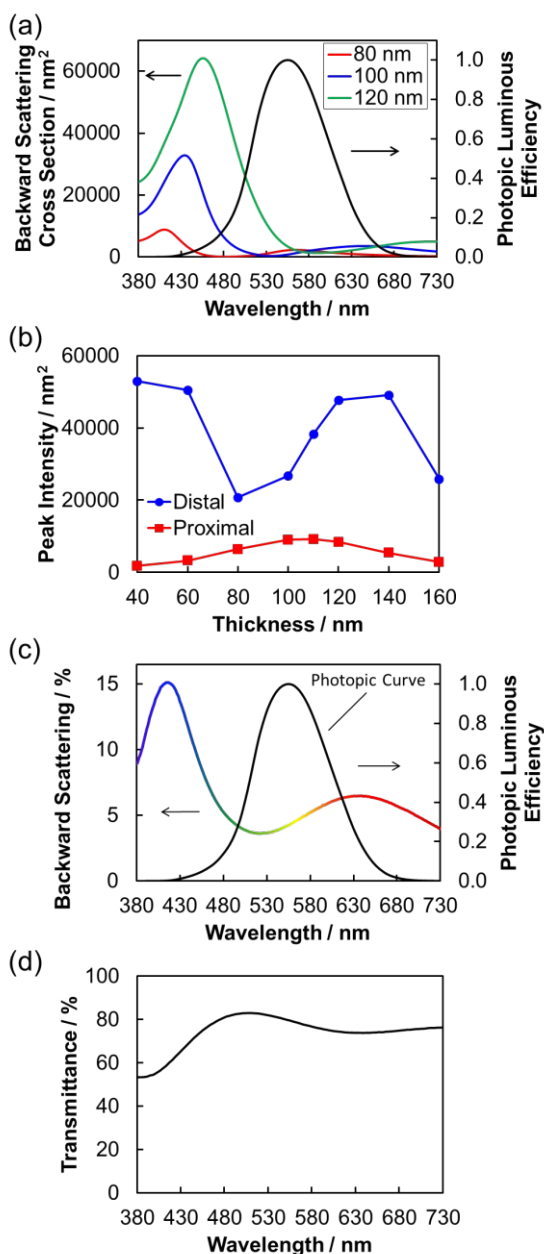 (a)
Backward Scattering
Cross Section / nm²
60000
40000
20000
0
80 nm
100 nm
120 nm
1.0
0.8
0.6
0.4
0.2
0.0
Photopic Luminous
Efficiency
380 430 480 530 580 630 680 730
Wavelength / nm
(b)
Peak Intensity / nm²
60000
40000
20000
0
Distal
Proximal
40 60 80 100 120 140 160
Thickness / nm
(c)
Backward Scattering / %
15
10
5
0
Photopic Curve
1.0
0.8
0.6
0.4
0.2
0.0
Photopic Luminous
Efficiency
380 430 480 530 580 630 680 730
Wavelength / nm
(d)
Transmittance / %
100
80
60
40
20
0
380 430 480 530 580 630 680 730
Wavelength / nm